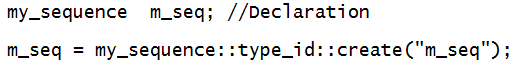 my_sequence  m_seq; //Declaration
m_seq = my_sequence::type_id::create("m_seq");